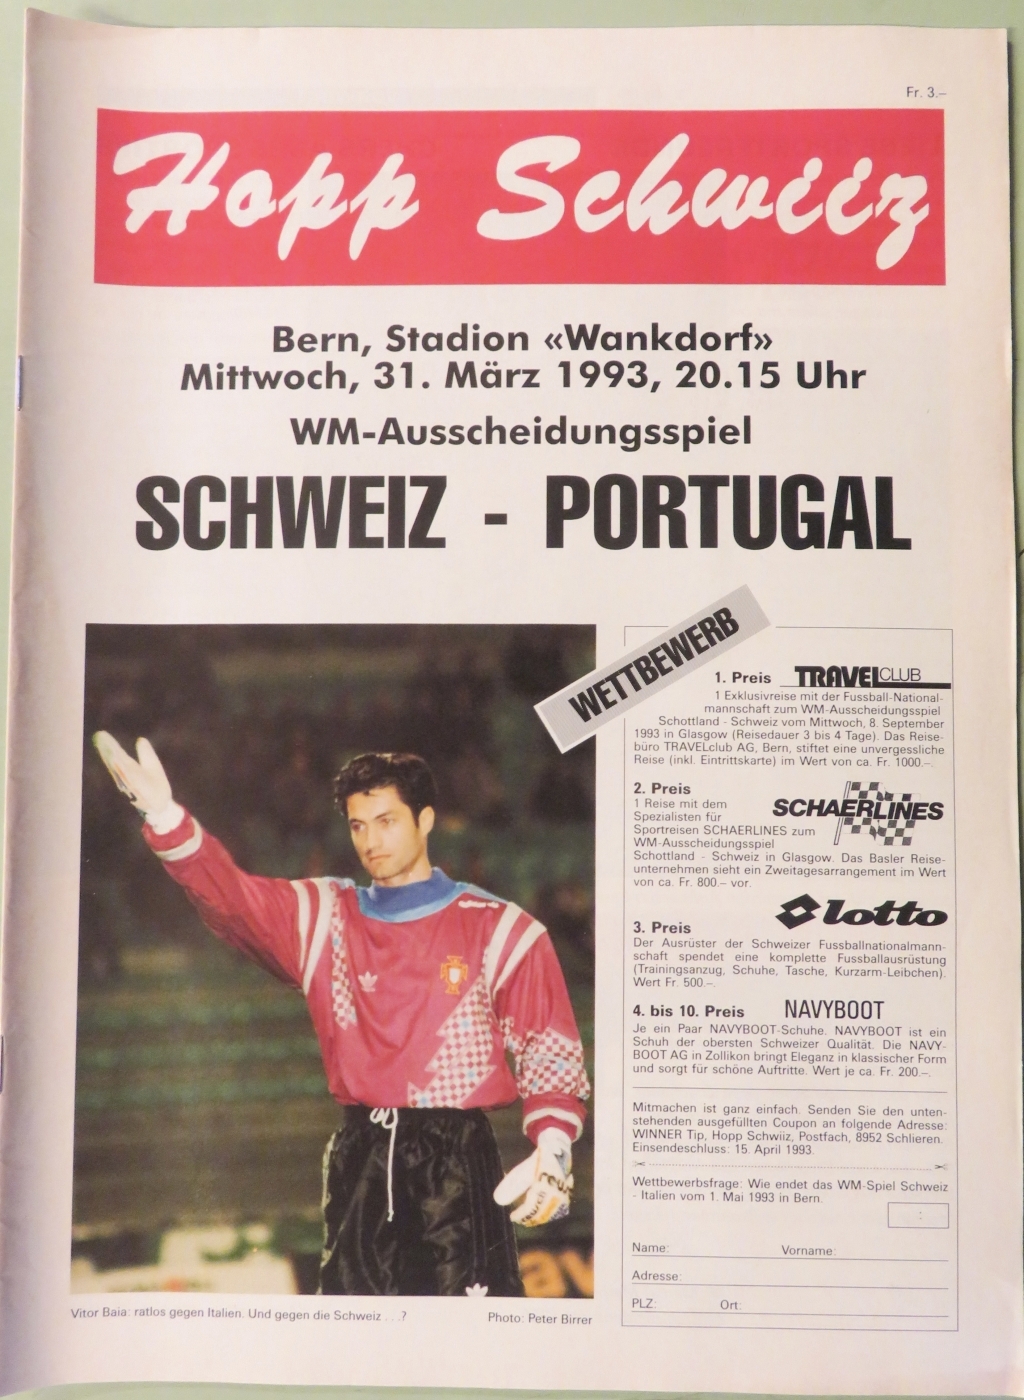 Fr. 3.–
Hopp Schwiiz
Bern, Stadion «Wankdorf»
Mittwoch, 31. März 1993, 20.15 Uhr
WM-Ausscheidungsspiel
SCHWEIZ - PORTUGAL
WETTBEWERB
1. Preis TRAVELCLUB
1 Exklusivreise mit der Fussball-National-
mannschaft zum WM-Ausscheidungsspiel
Schottland - Schweiz vom Mittwoch, 8. September
1993 in Glasgow (Reisedauer 3 bis 4 Tage). Das Reise-
büro TRAVELclub AG, Bern, stiftet eine unvergessliche
Reise (inkl. Eintrittskarte) im Wert von ca. Fr. 1000.–.
2. Preis
1 Reise mit dem
Spezialisten für
Sportreisen SCHAERLINES zum
WM-Ausscheidungsspiel
Schottland - Schweiz in Glasgow. Das Basler Reise-
unternehmen sieht ein Zweitagesarrangement im Wert
von ca. Fr. 800.– vor.
SCHAERLINES
lotto
3. Preis
Der Ausrüster der Schweizer Fussballnationalmann-
schaft spendet eine komplette Fussballausrüstung
(Trainingsanzug, Schuhe, Tasche, Kurzarm-Leibchen).
Wert Fr. 500.–.
4. bis 10. Preis NAVYBOOT
Je ein Paar NAVYBOOT-Schuhe. NAVYBOOT ist ein
Schuh der obersten Schweizer Qualität. Die NAVY-
BOOT AG in Zollikon bringt Eleganz in klassischer Form
und sorgt für schöne Auftritte. Wert je ca. Fr. 200.–.
Mitmachen ist ganz einfach. Senden Sie den unten-
stehenden ausgefüllten Coupon an folgende Adresse:
WINNER Tip, Hopp Schwiiz, Postfach, 8952 Schlieren.
Einsendeschluss: 15. April 1993.
Wettbewerbsfrage: Wie endet das WM-Spiel Schweiz
- Italien vom 1. Mai 1993 in Bern.
:
Name: Vorname:
Adresse:
PLZ: Ort:
Vitor Baia: ratlos gegen Italien. Und gegen die Schweiz . . .?
Photo: Peter Birrer